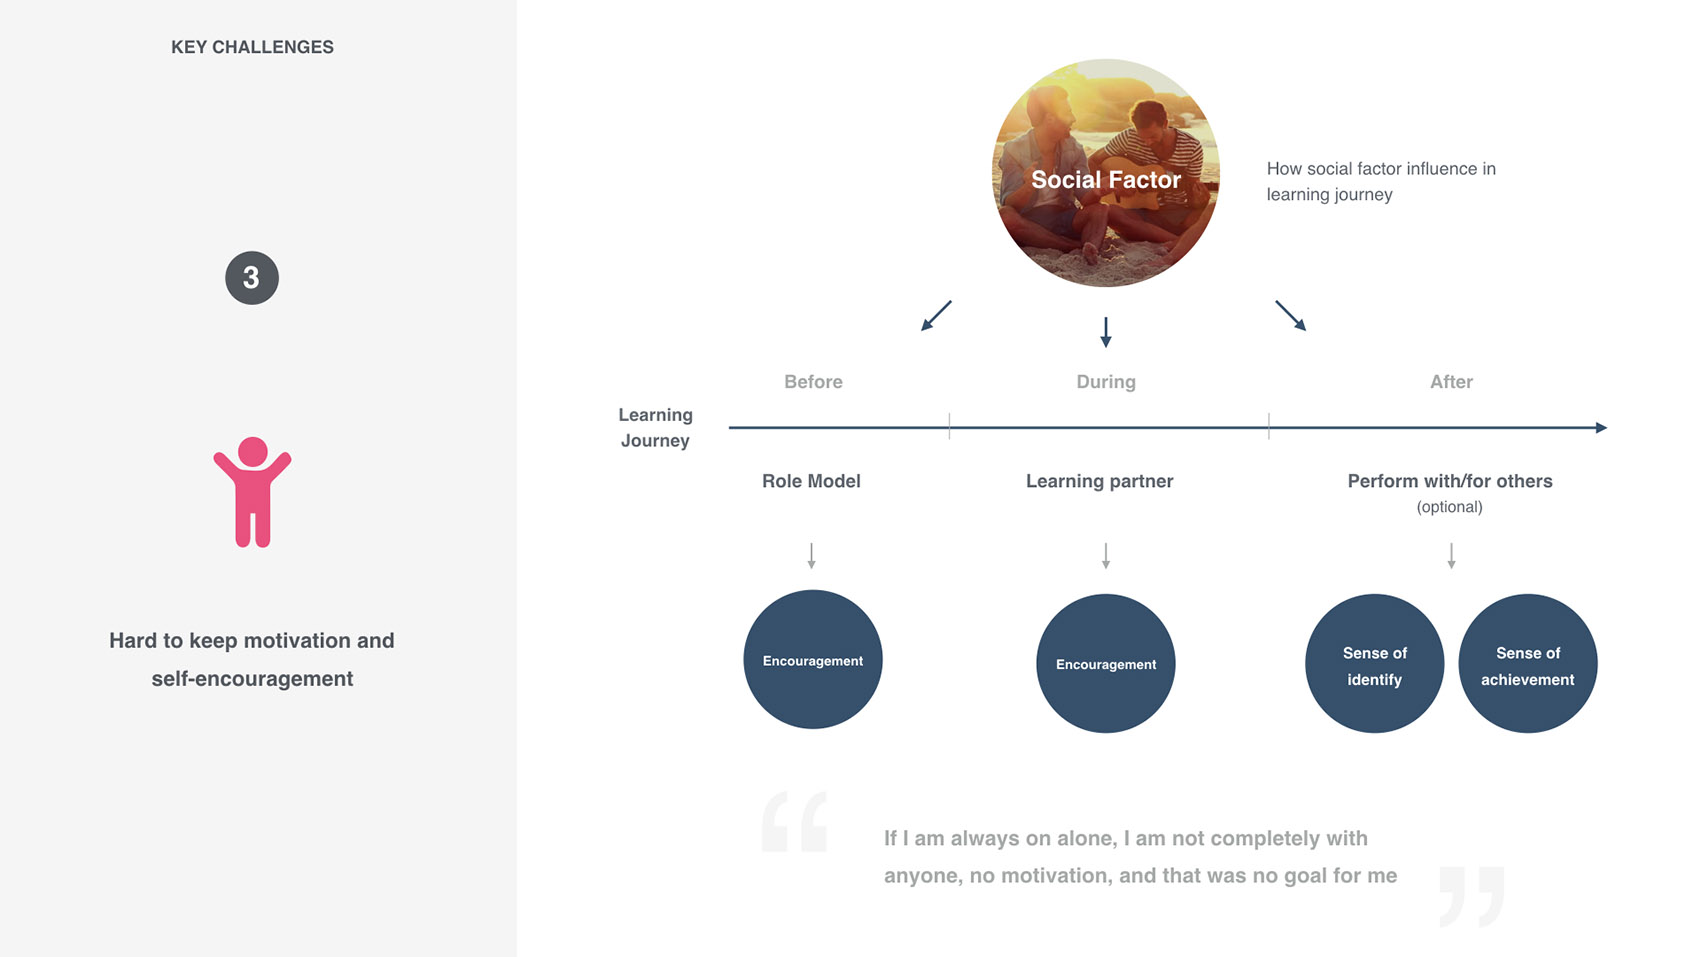 KEY CHALLENGES
3
Hard to keep motivation and
self-encouragement
Social Factor
How social factor influence in
learning journey
Before
During
After
Learning
Journey
Role Model
Learning partner
Perform with/for others
(optional)
Encouragement
Encouragement
Sense of
identify
Sense of
achievement
“
If I am always on alone, I am not completely with
anyone, no motivation, and that was no goal for me
”